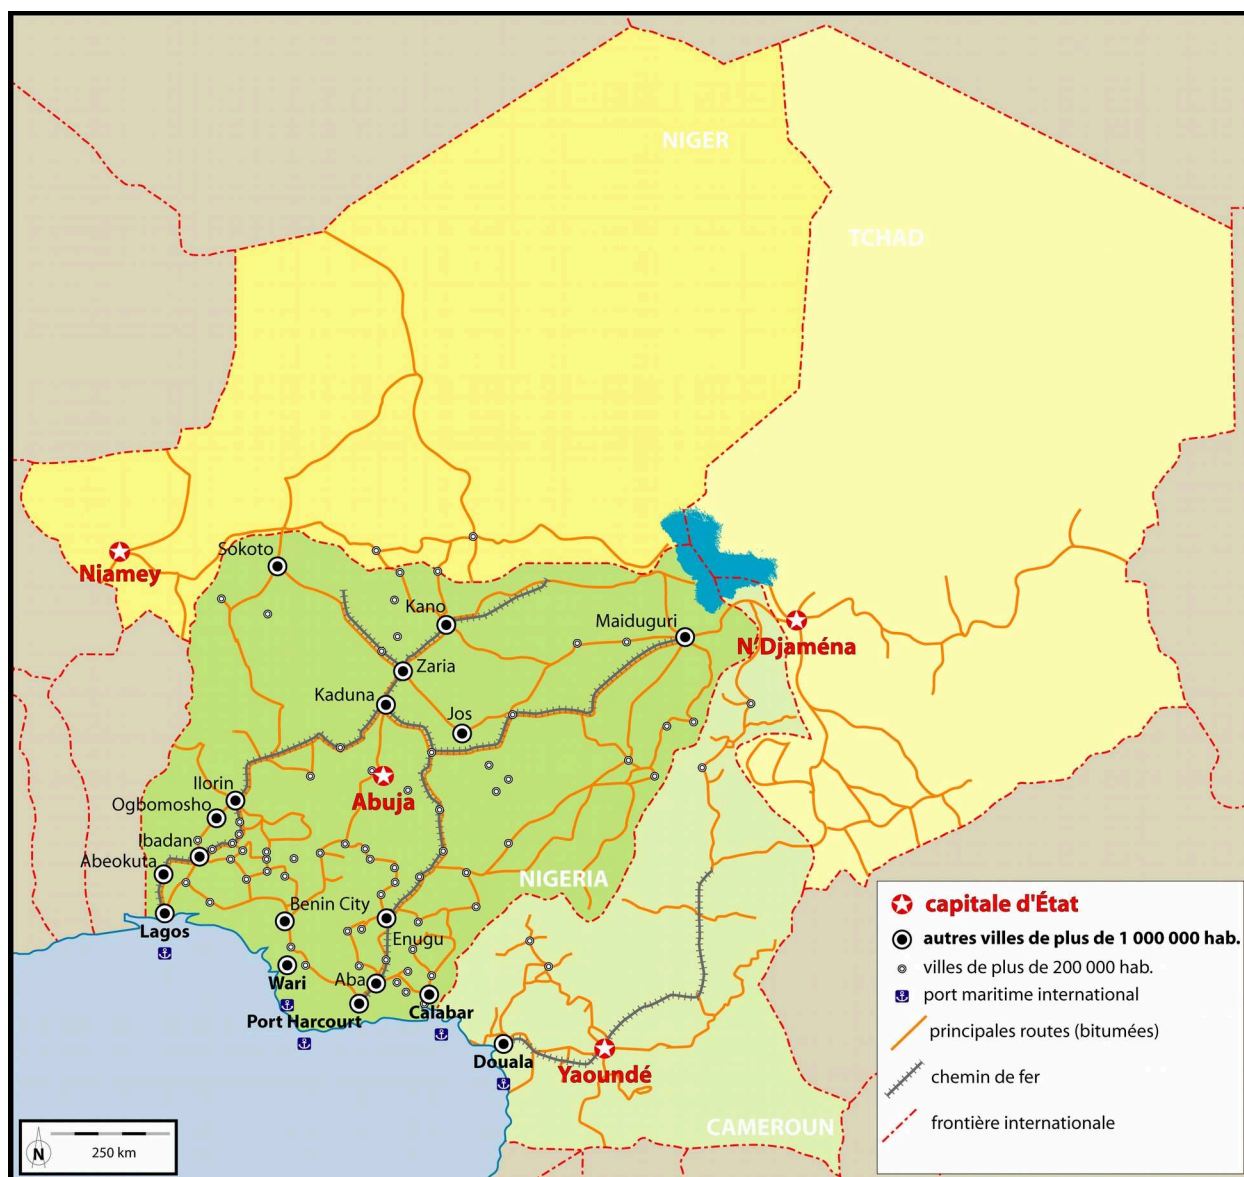 NIGER
TCHAD
Niamey
Sokoto
Kano
Maiduguri
N'Djaména
Zaria
Kaduna
Jos
Ilorin
Abuja
Ogbomosho
Ibadan
Abeokuta
NIGERIA
Benin City
Lagos
Enugu
Wari
Aba
Port Harcourt
Calabar
Douala
Yaoundé
CAMEROUN
capitale d'État
autres villes de plus de 1 000 000 hab.
villes de plus de 200 000 hab.
port maritime international
principales routes (bitumées)
chemin de fer
frontière internationale
N
250 km